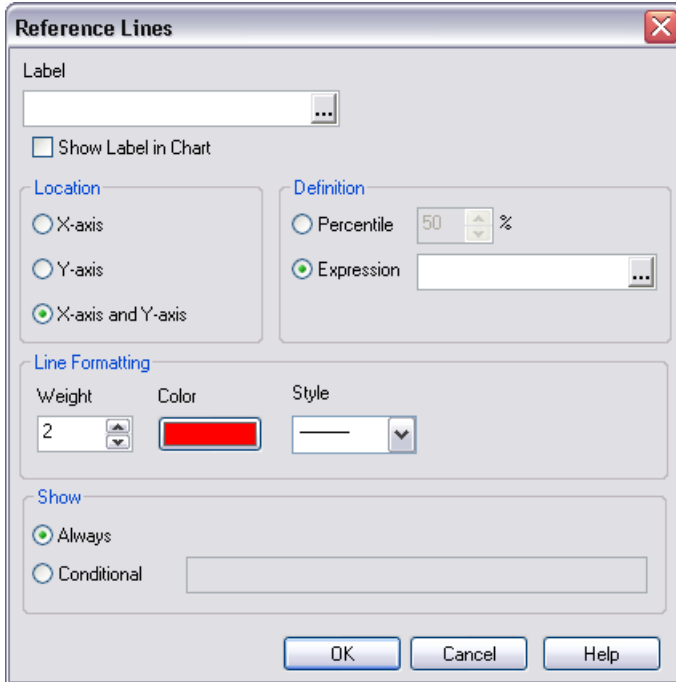 Reference Lines
Label
...
Show Label in Chart
Location
X-axis
Y-axis
X-axis and Y-axis
Definition
Percentile 50 %
Expression ...
Line Formatting
Weight Color Style
2
Show
Always
Conditional
OK Cancel Help